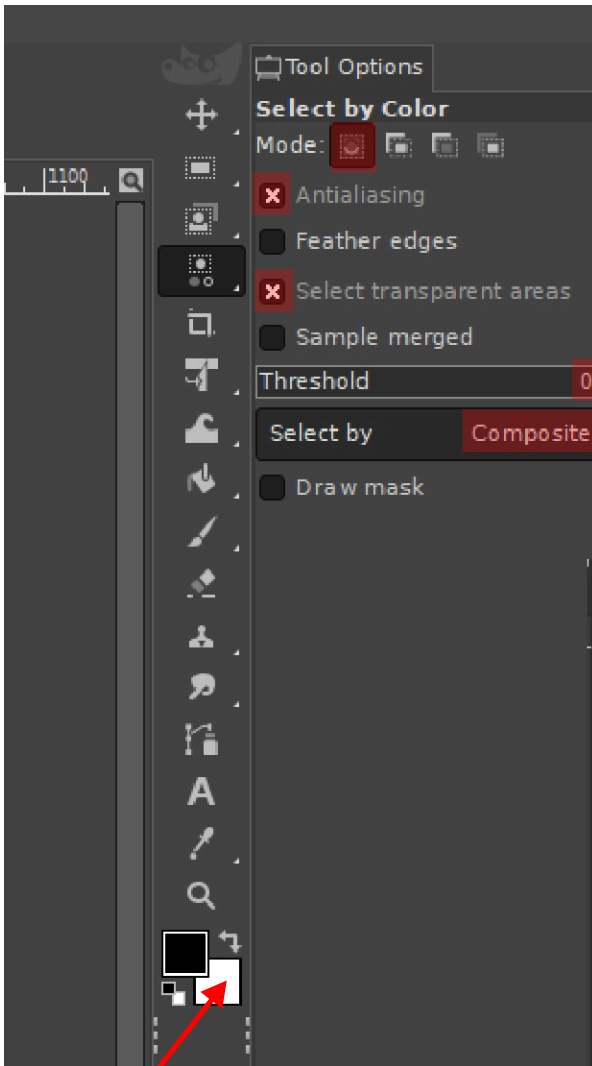 Tool Options
Select by Color
Mode:
1100
Antialiasing
Feather edges
Select transparent areas
Sample merged
Threshold 0
Select by Composite
Draw mask
A